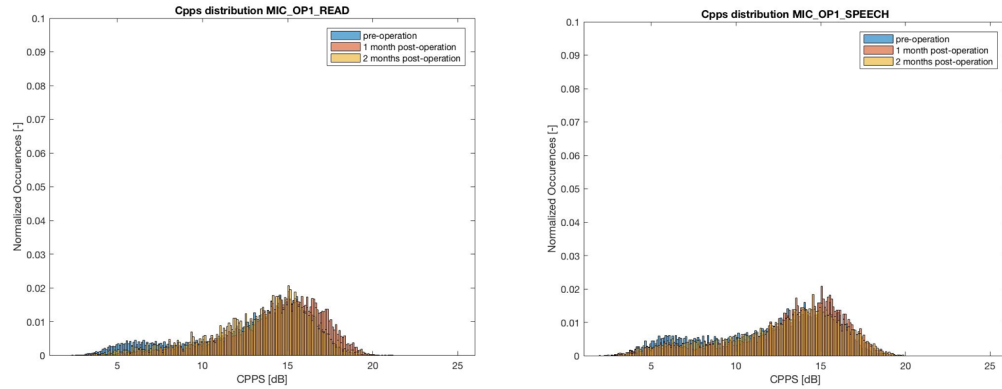 Cpps distribution MIC_OP1_READ
0.1
0.09
0.08
0.07
0.06
0.05
0.04
0.03
0.02
0.01
0
Normalized Occurences [-]
pre-operation
1 month post-operation
2 months post-operation
5
10
15
20
25
CPPS [dB]
Cpps distribution MIC_OP1_SPEECH
0.1
0.09
0.08
0.07
0.06
0.05
0.04
0.03
0.02
0.01
0
Normalized Occurences [-]
pre-operation
1 month post-operation
2 months post-operation
5
10
15
20
25
CPPS [dB]